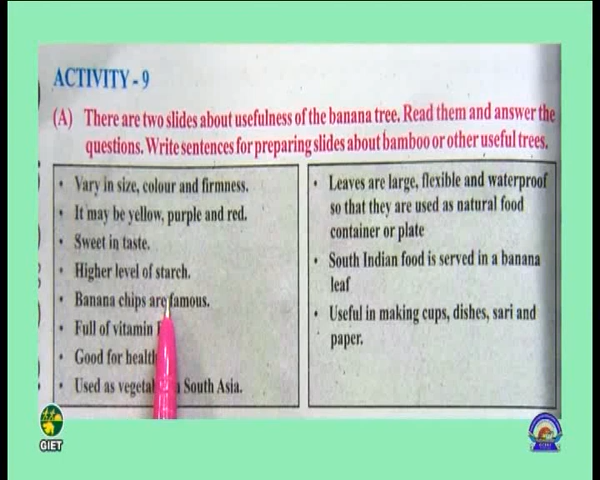 ACTIVITY - 9
(A) There are two slides about usefulness of the banana tree. Read them and answer the
questions. Write sentences for preparing slides about bamboo or other useful trees.
• Vary in size, colour and firmness.
• It may be yellow, purple and red.
• Sweet in taste.
• Higher level of starch.
• Banana chips are famous.
• Full of vitamin
• Good for health
• Used as South Asia.
• Leaves are large, flexible and waterproof
so that they are used as natural food
container or plate
• South Indian food is served in a banana
leaf
• Useful in making cups, dishes, sari and
paper.
GIET